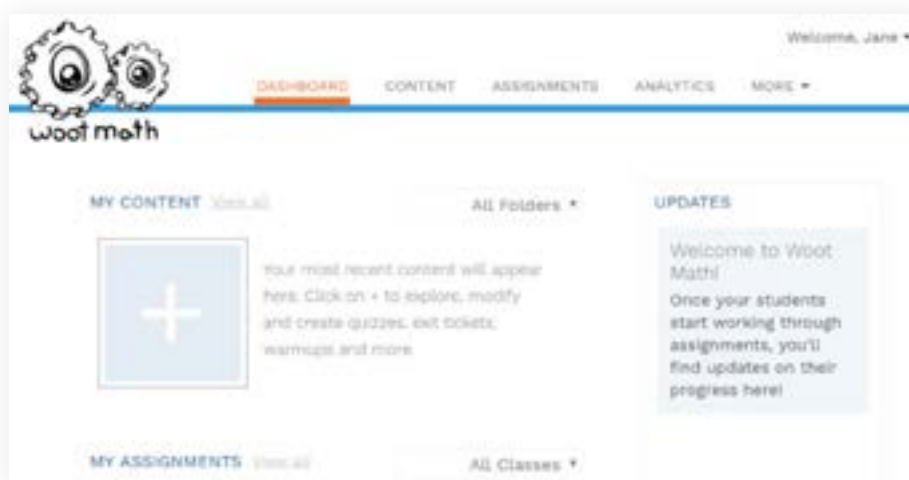 Welcome, Jane
woot math
DASHBOARD CONTENT ASSIGNMENTS ANALYTICS MORE
MY CONTENT View all
All Folders
Your most recent content will appear
here. Click on + to explore, modify
and create quizzes, exit tickets,
warmups and more.
UPDATES
Welcome to Woot
Math!
Once your students
start working through
assignments, you'll
find updates on their
progress here!
MY ASSIGNMENTS View all
All Classes